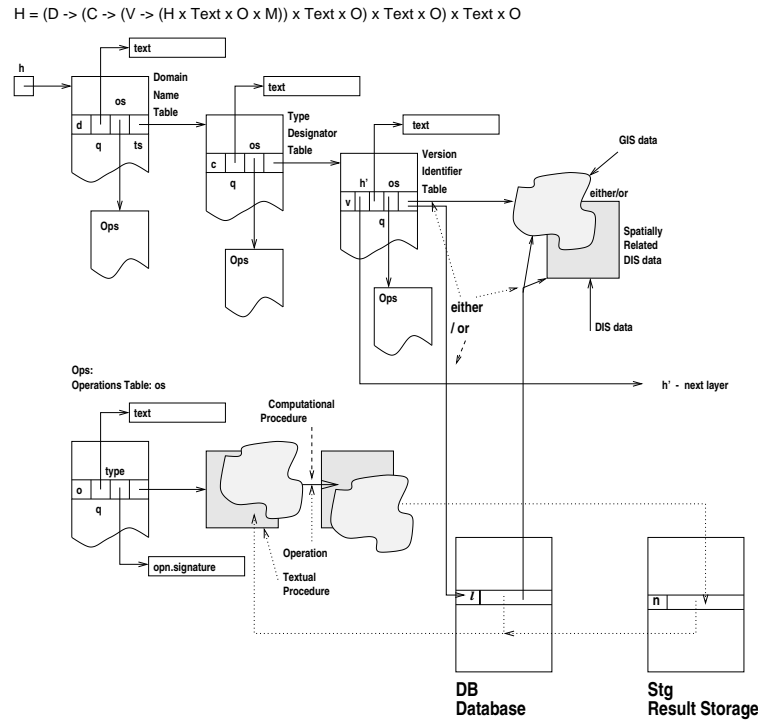 H = (D -> (C -> (V -> (H x Text x O x M)) x Text x O) x Text x O) x Text x O
text
h
Domain
Name
Table
os
d
q
ts
text
Type
Designator
Table
os
c
q
text
Version
Identifier
Table
h'
os
v
q
GIS data
either/or
Spatially
Related
DIS data
DIS data
Ops
Ops
Ops
either
/ or
h' - next layer
Ops:
Operations Table: os
text
type
o
q
opn.signature
Computational
Procedure
Operation
Textual
Procedure
l
n
DB
Database
Stg
Result Storage